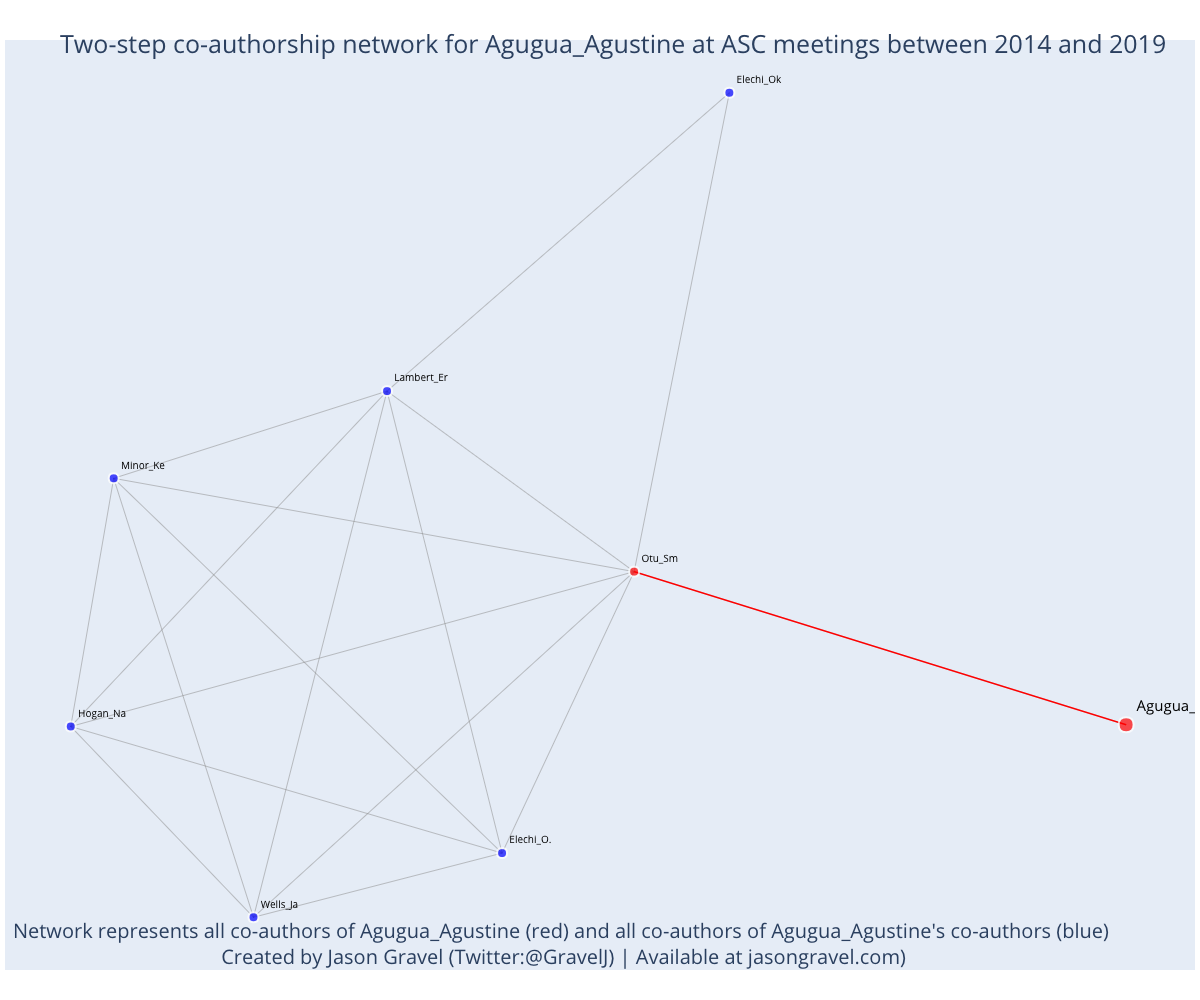 Two-step co-authorship network for Agugua_Agustine at ASC meetings between 2014 and 2019
Elechi_Ok
Lambert_Er
Minor_Ke
Otu_Sm
Agugua_
Hogan_Na
Elechi_O.
Wells_Ja
Network represents all co-authors of Agugua_Agustine (red) and all co-authors of Agugua_Agustine's co-authors (blue)
Created by Jason Gravel (Twitter:@GravelJ) | Available at jasongravel.com)